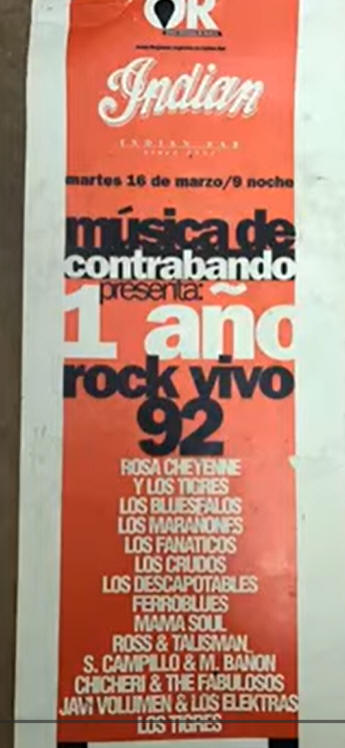 OR
Indian
INDIAN BAR
martes 16 de marzo/9 noche
música de
contrabando
presenta:
1 año
rock vivo
92
ROSA CHEYENNE
Y LOS TIGRES
LOS BLUESFALOS
LOS MARAÑONES
LOS FANATICOS
LOS CRUDOS
LOS DESCAPOTABLES
FERROBLUES
MAMA SOUL
ROSS & TALISMAN
S. CAMPILLO & M. BAÑON
CHICHERI & THE FABULOSOS
JAVI VOLUMEN & LOS ELEKTRAS
LOS TIGRES